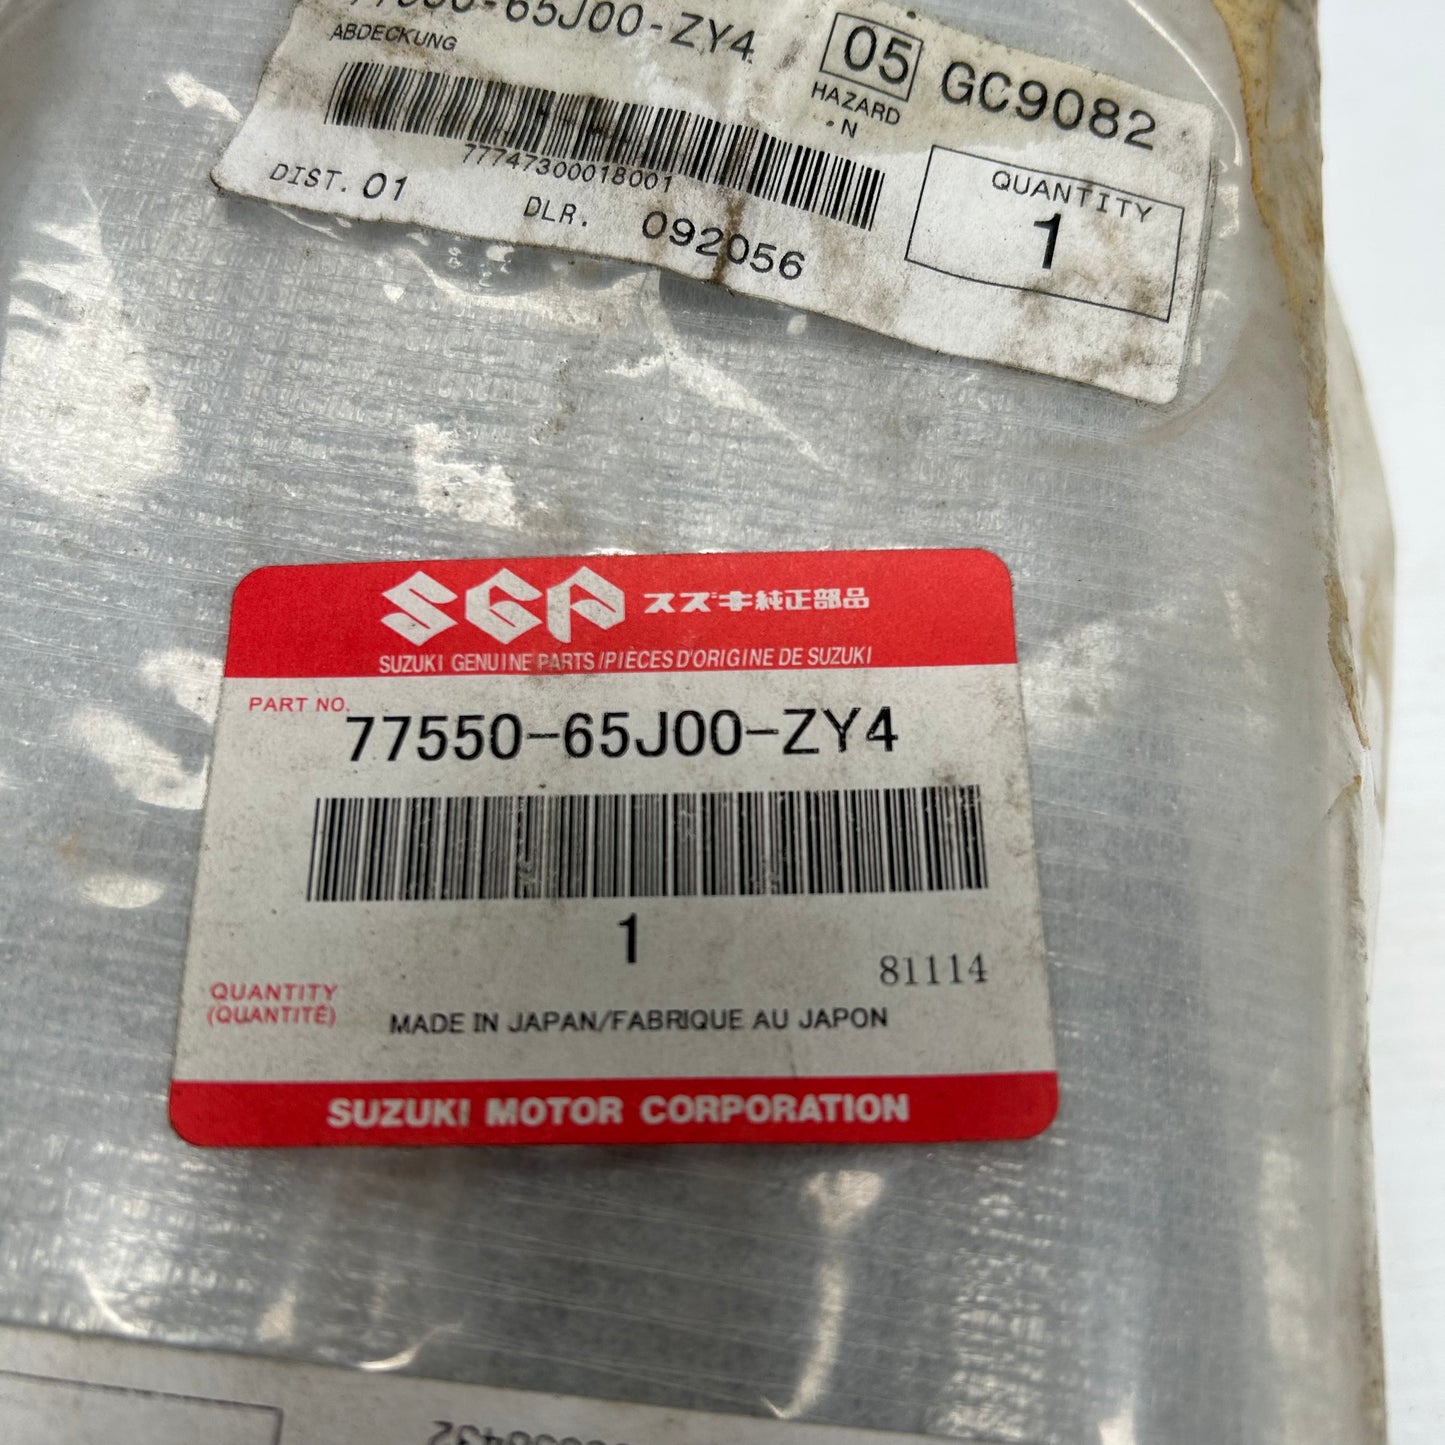 77550-65J00-ZY4
ABDECKUNG
05 GC9082
HAZARD
N
77747300018001
DIST. 01
DLR. 092056
QUANTITY
1
SGP スズキ純正部品
SUZUKI GENUINE PARTS/PIÈCES D'ORIGINE DE SUZUKI
PART NO.
77550-65J00-ZY4
1
81114
QUANTITY
(QUANTITÉ)
MADE IN JAPAN/FABRIQUE AU JAPON
SUZUKI MOTOR CORPORATION